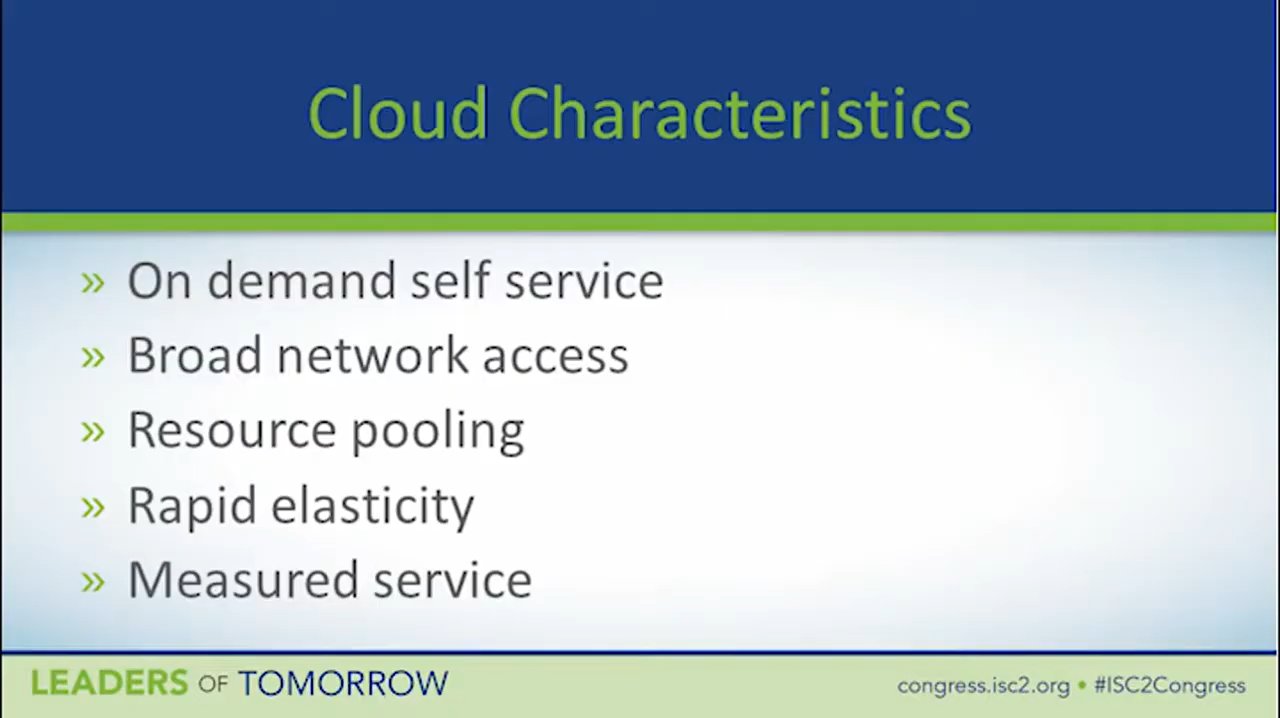 Cloud Characteristics
» On demand self service
» Broad network access
» Resource pooling
» Rapid elasticity
» Measured service
LEADERS OF TOMORROW
congress.isc2.org • #ISC2Congress